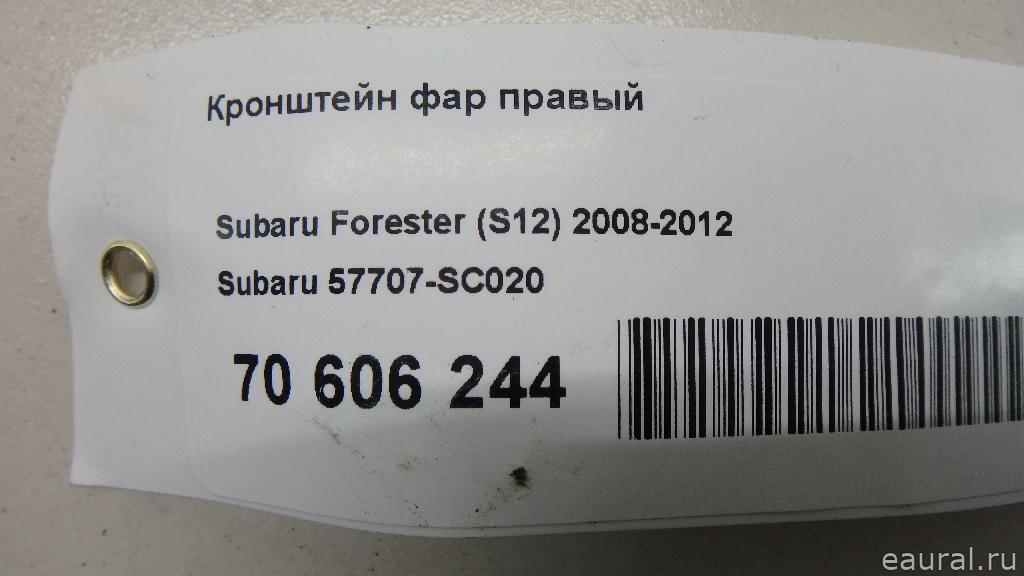 Кронштейн фар правый
Subaru Forester (S12) 2008-2012
Subaru 57707-SC020
70 606 244
eaural.ru